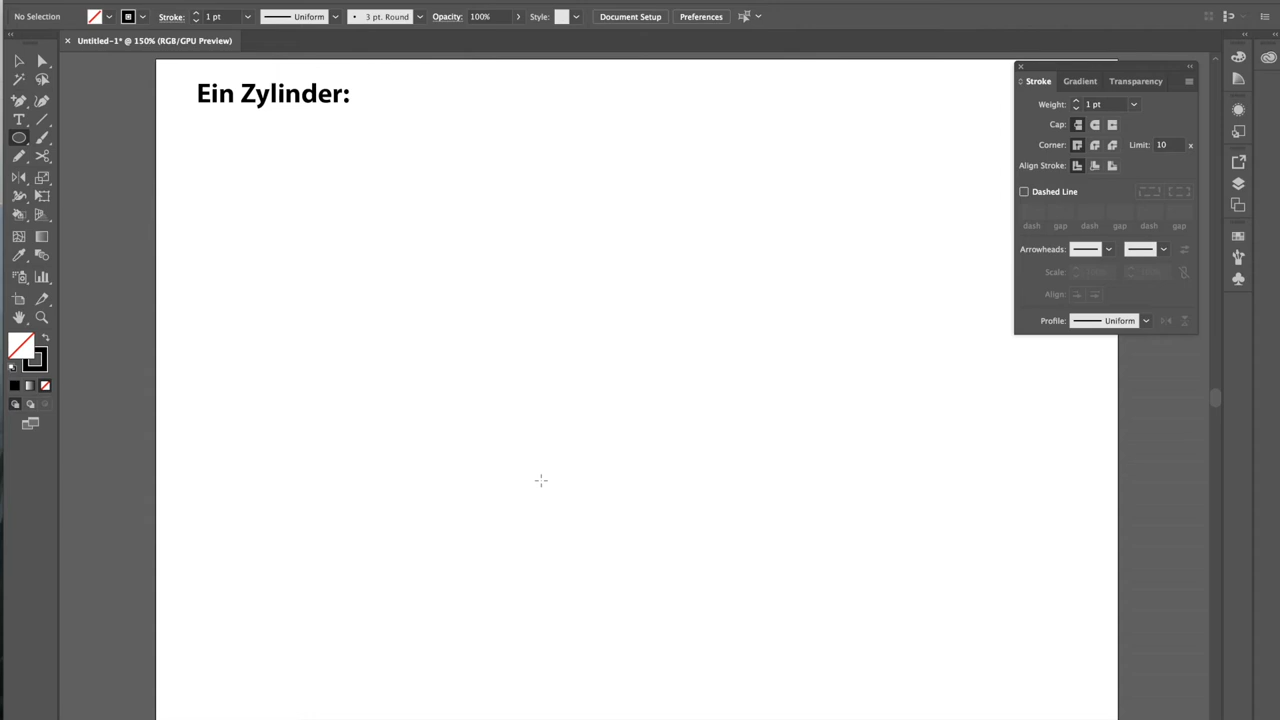 No Selection Stroke: 1 pt Uniform 3 pt. Round Opacity: 100% Style: Document Setup Preferences
Untitled-1* @ 150% (RGB/GPU Preview)
Ein Zylinder:
Stroke Gradient Transparency
Weight: 1 pt
Cap:
Corner: Limit: 10 x
Align Stroke:
Dashed Line
dash gap dash gap dash gap
Arrowheads:
Scale:
Align:
Profile: Uniform